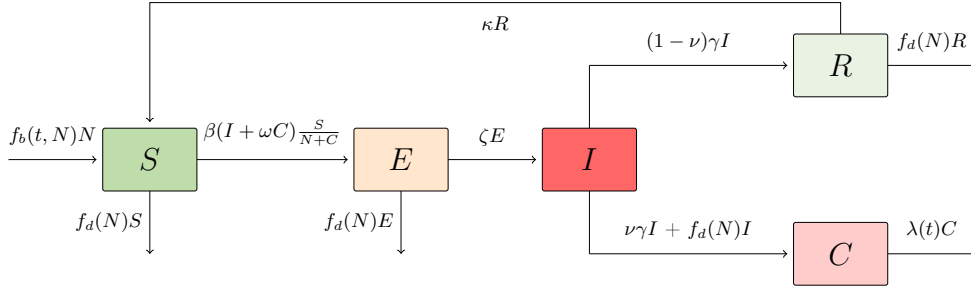 κR
(1 − ν)γI
f_d(N)R
R
f_b(t, N)N
S
β(I + ωC) S/(N+C)
E
ζE
I
f_d(N)S
f_d(N)E
νγI + f_d(N)I
C
λ(t)C